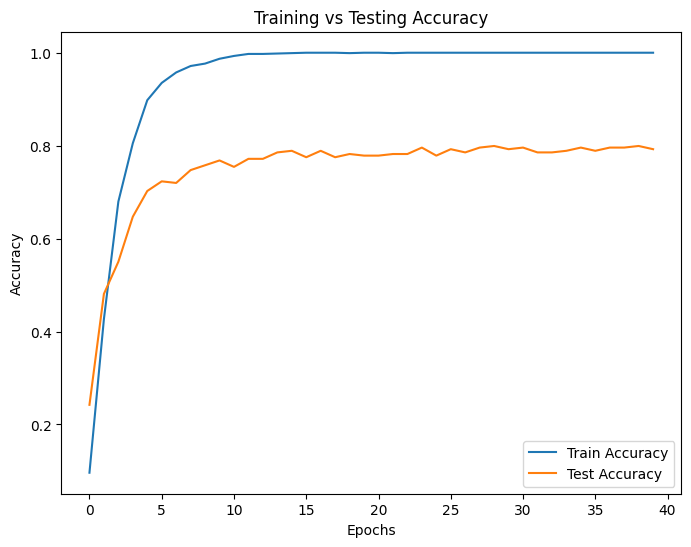 Training vs Testing Accuracy
Accuracy
1.0
0.8
0.6
0.4
0.2
0 5 10 15 20 25 30 35 40
Epochs
Train Accuracy
Test Accuracy